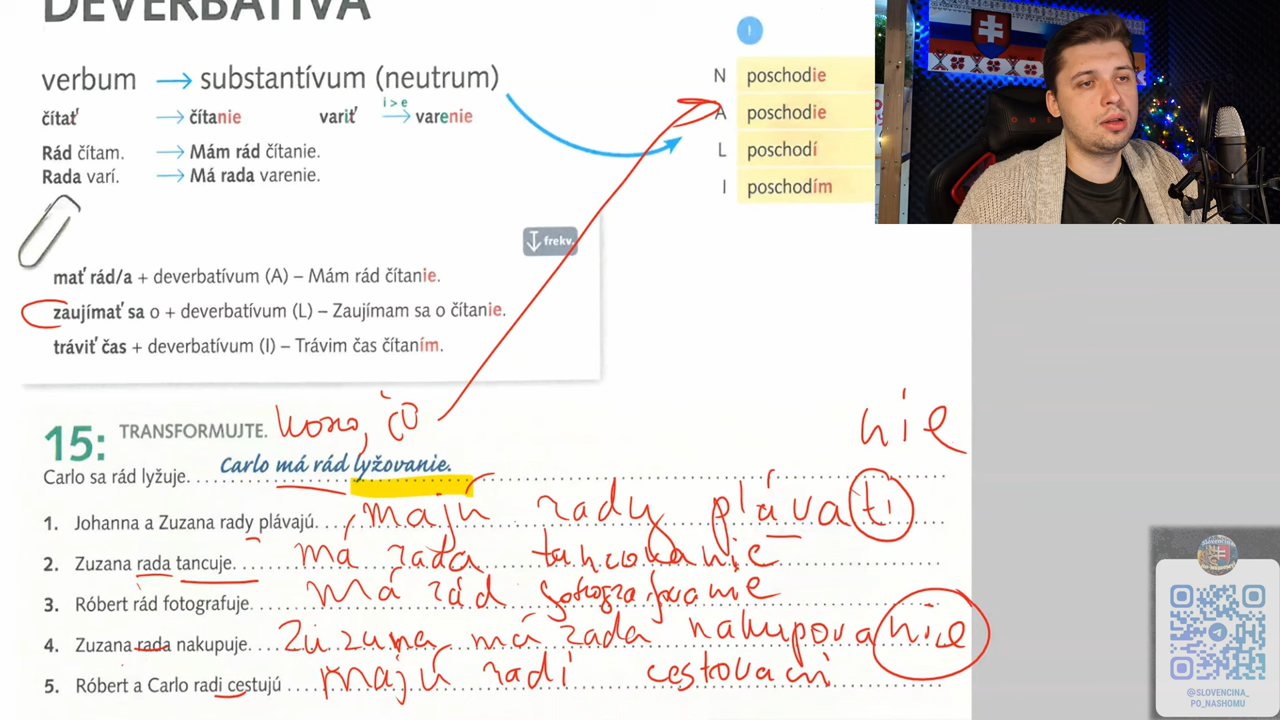 DEVERBATÍVA
verbum → substantívum (neutrum)
i > e
čítať → čítanie variť → varenie
Rád čítam. → Mám rád čítanie.
Rada varí. → Má rada varenie.
!
N poschodie
A poschodie
L poschodí
I poschodím
frekv.
mať rád/a + deverbatívum (A) – Mám rád čítanie.
zaujímať sa o + deverbatívum (L) – Zaujímam sa o čítanie.
tráviť čas + deverbatívum (I) – Trávim čas čítaním.
15: TRANSFORMUJTE. koho, čo
nie
Carlo sa rád lyžuje. Carlo má rád lyžovanie.
1. Johanna a Zuzana rady plávajú. majú rady plávať
2. Zuzana rada tancuje. má rada tancovanie
3. Róbert rád fotografuje. má rád fotografovanie
4. Zuzana rada nakupuje. Zuzana má rada nakupovanie
5. Róbert a Carlo radi cestujú majú radi
@SLOVENCINA_
PO_NASHOMU